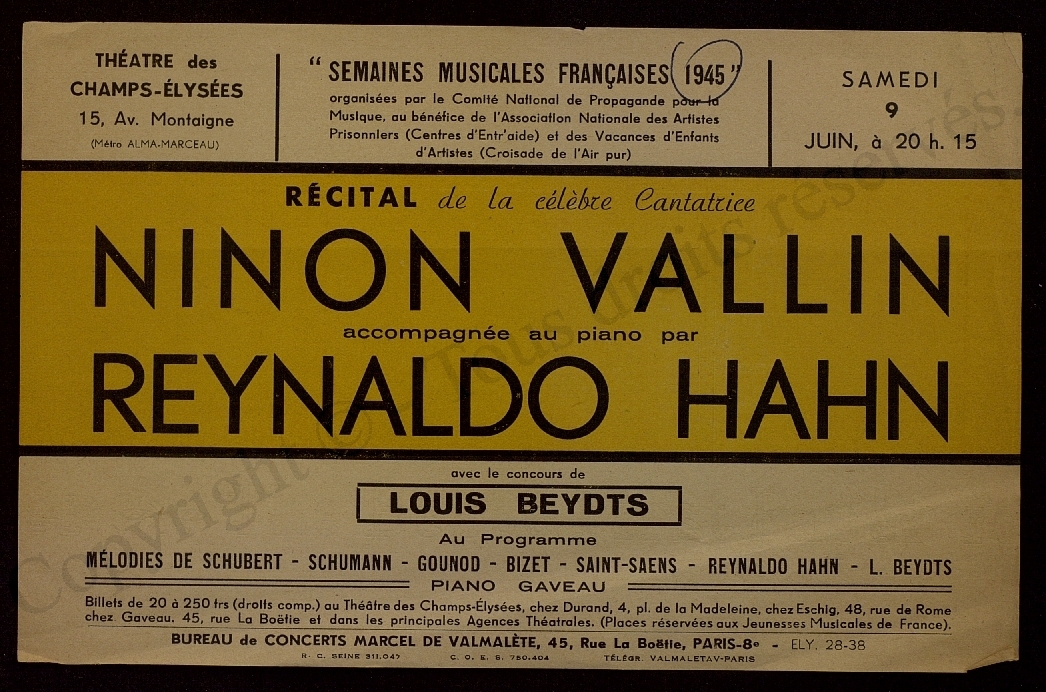 THÉATRE des
CHAMPS-ÉLYSÉES
15, Av. Montaigne
(Métro ALMA-MARCEAU)
“ SEMAINES MUSICALES FRANÇAISES 1945 ”
organisées par le Comité National de Propagande pour la
Musique, au bénéfice de l'Association Nationale des Artistes
Prisonniers (Centres d'Entr'aide) et des Vacances d'Enfants
d'Artistes (Croisade de l'Air pur)
SAMEDI
9
JUIN, à 20 h. 15
RÉCITAL de la célèbre Cantatrice
NINON VALLIN
accompagnée au piano par
REYNALDO HAHN
avec le concours de
LOUIS BEYDTS
Au Programme
MÉLODIES DE SCHUBERT - SCHUMANN - GOUNOD - BIZET - SAINT-SAENS - REYNALDO HAHN - L. BEYDTS
PIANO GAVEAU
Billets de 20 à 250 frs (droits comp.) au Théâtre des Champs-Élysées, chez Durand, 4, pl. de la Madeleine, chez Eschig, 48, rue de Rome
chez Gaveau. 45, rue La Boëtie et dans les principales Agences Théatrales. (Places réservées aux Jeunesses Musicales de France).
BUREAU de CONCERTS MARCEL DE VALMALÈTE, 45, Rue La Boëtie, PARIS-8e - ELY. 28-38
R. C. SEINE 311.047 C. O. E. S. 750.404 TÉLÉGR. VALMALETAV-PARIS
Copyright © Tous droits réservés.